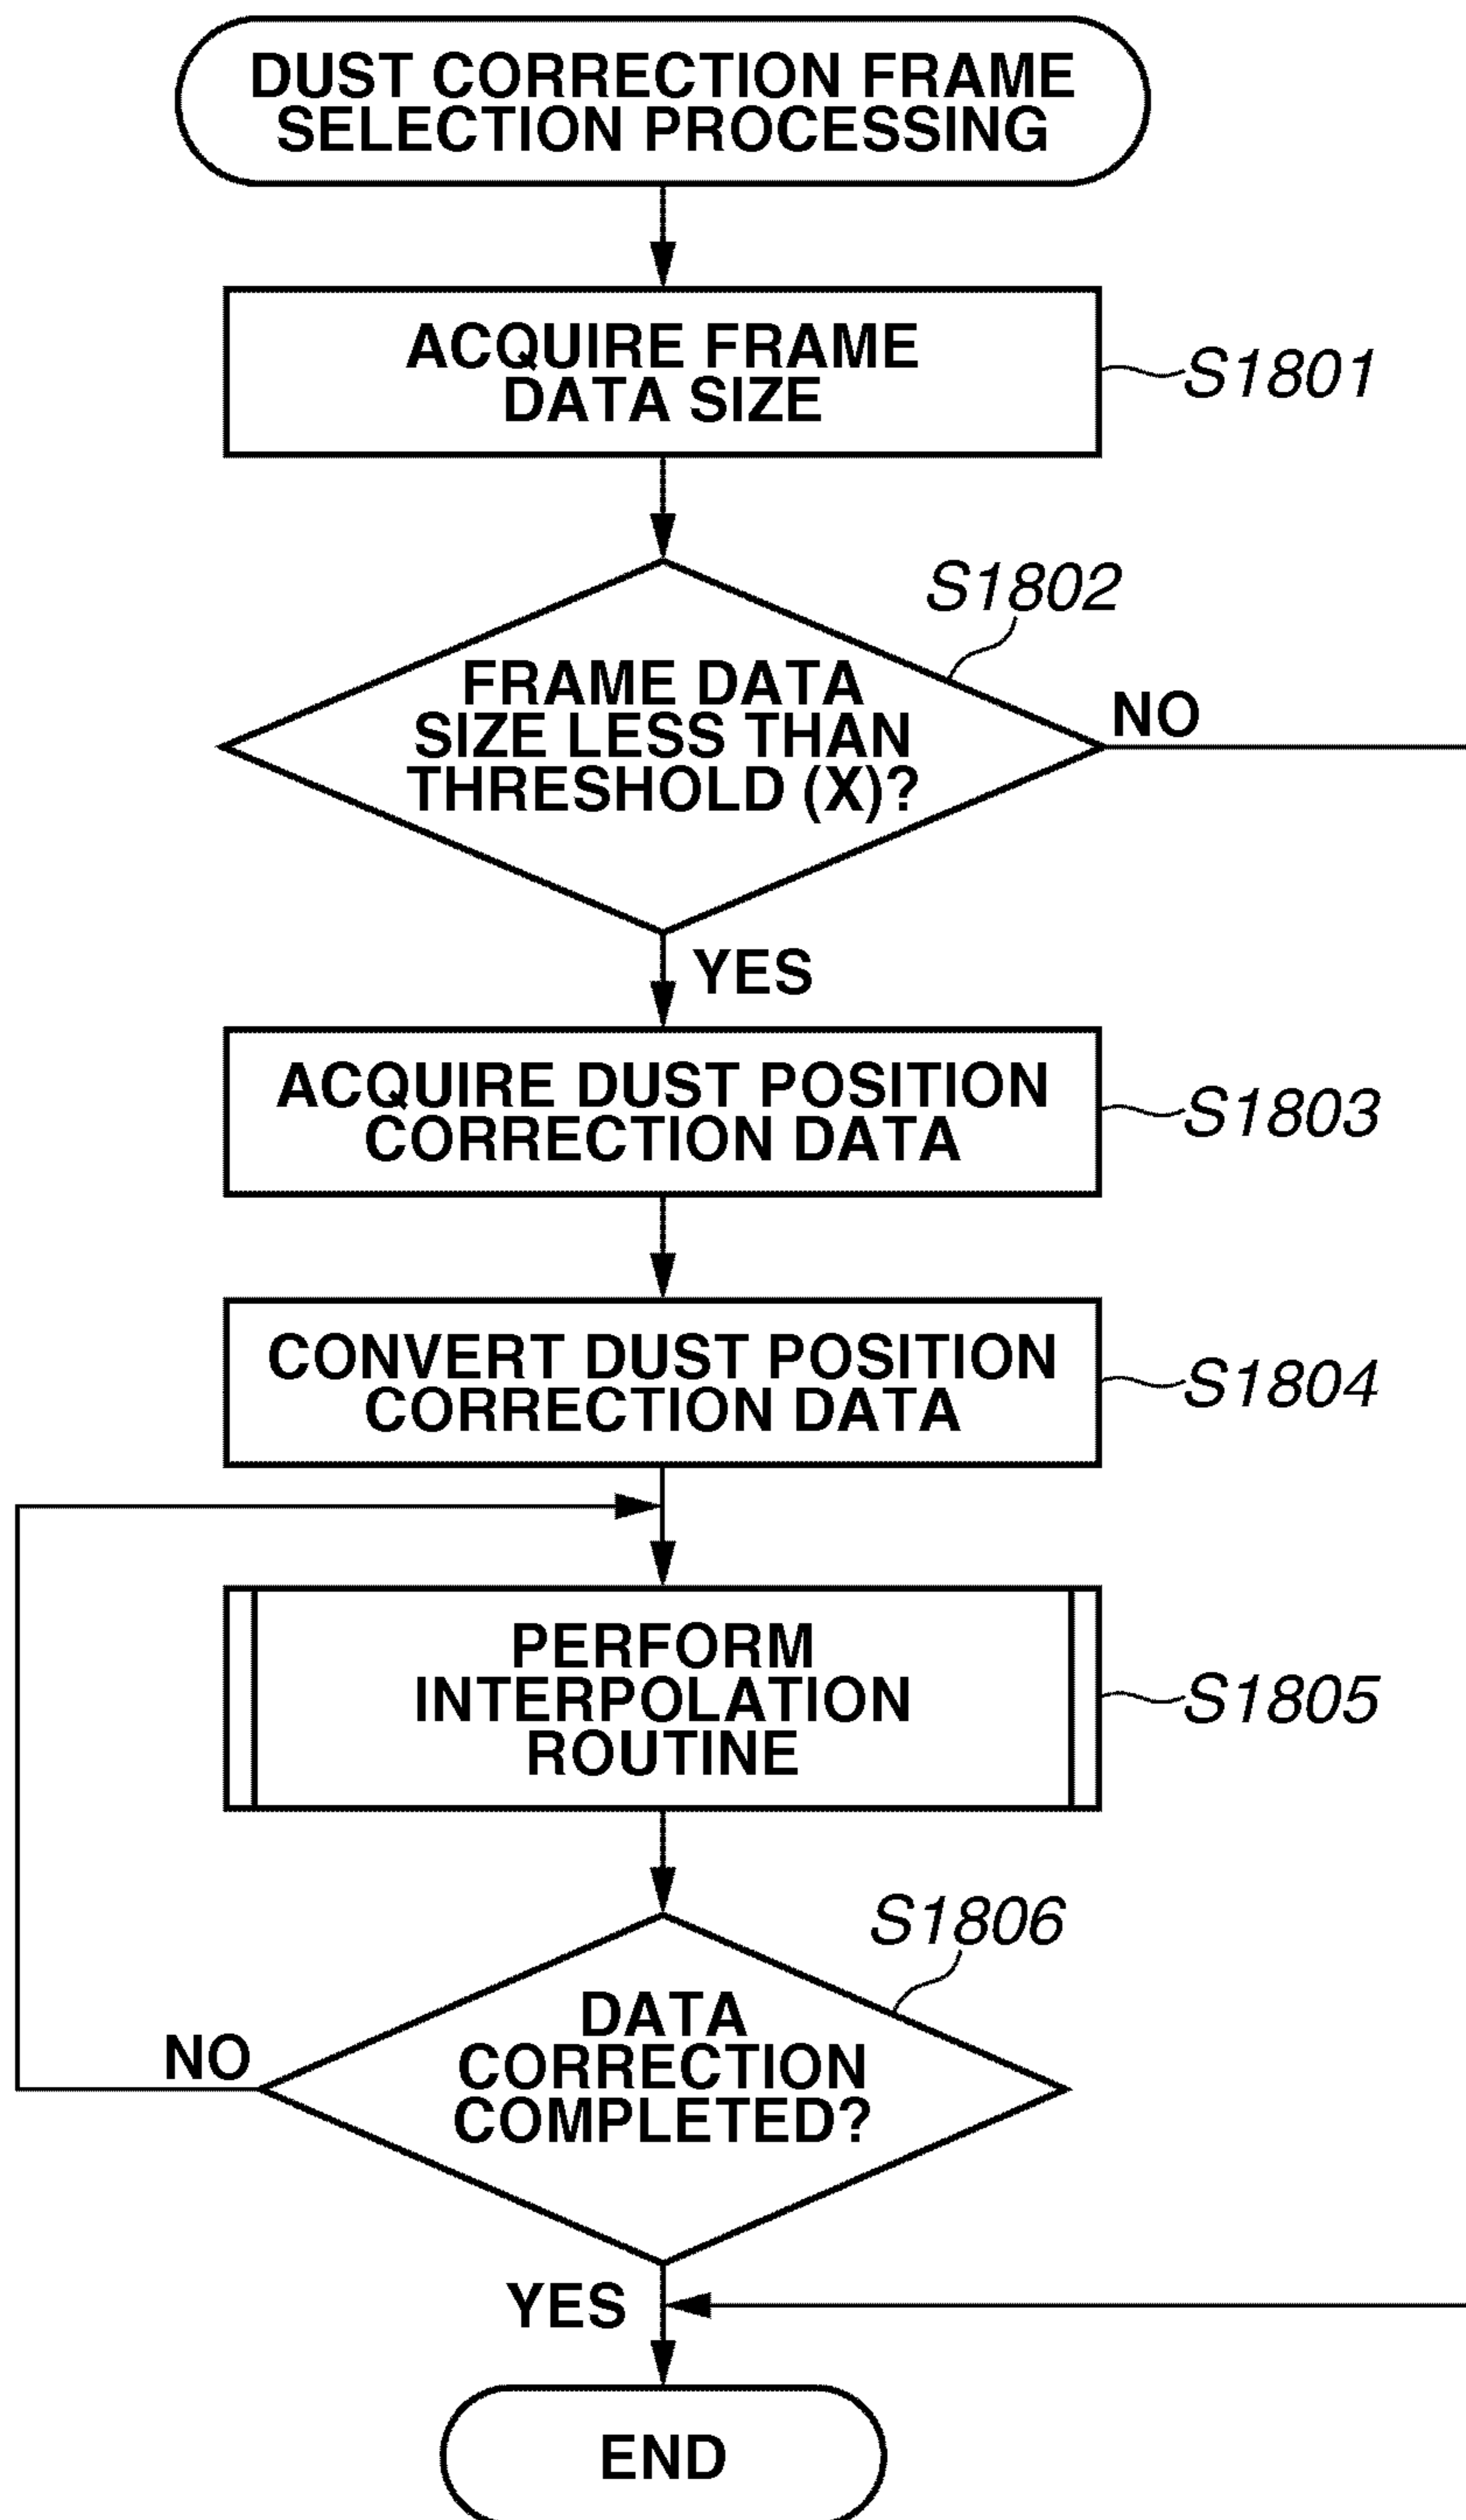 DUST CORRECTION FRAME
SELECTION PROCESSING
ACQUIRE FRAME
DATA SIZE
S1801
S1802
FRAME DATA
SIZE LESS THAN
THRESHOLD (X)?
NO
YES
ACQUIRE DUST POSITION
CORRECTION DATA
S1803
CONVERT DUST POSITION
CORRECTION DATA
S1804
PERFORM
INTERPOLATION
ROUTINE
S1805
S1806
DATA
CORRECTION
COMPLETED?
NO
YES
END